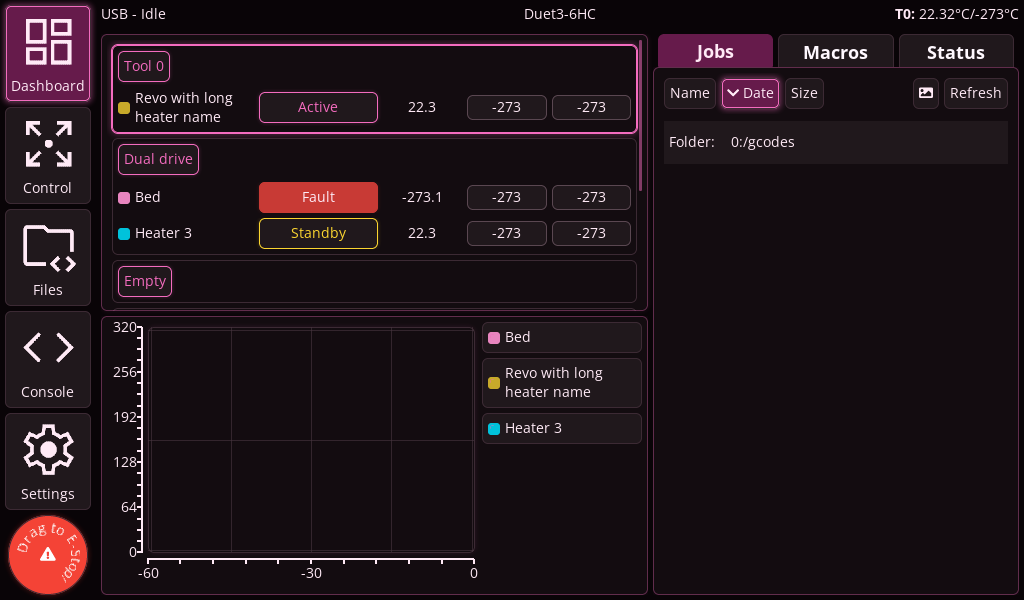 USB - Idle
Duet3-6HC
T0: 22.32°C/-273°C
Dashboard
Control
Files
Console
Settings
Drag to E-Stop!
Tool 0
Revo with long
heater name
Active
22.3
-273
-273
Dual drive
Bed
Fault
-273.1
-273
-273
Heater 3
Standby
22.3
-273
-273
Empty
320
256
192
128
64
0
-60
-30
0
Bed
Revo with long
heater name
Heater 3
Jobs
Macros
Status
Name
Date
Size
Refresh
Folder: 0:/gcodes